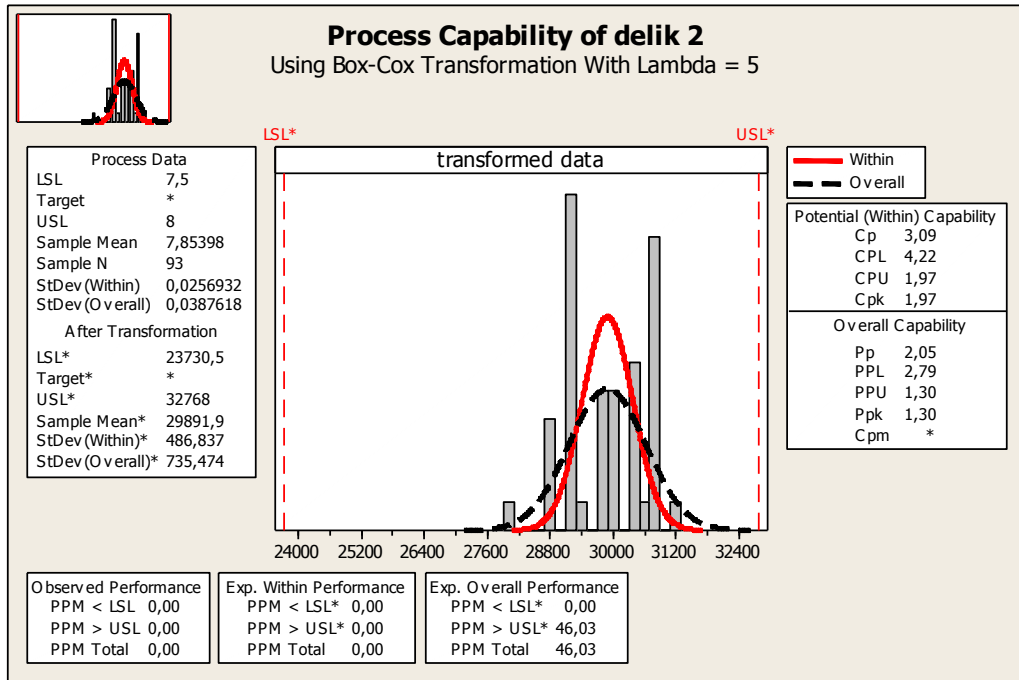 Process Capability of delik 2
Using Box-Cox Transformation With Lambda = 5
LSL* USL*
transformed data
Process Data
LSL 7,5
Target *
USL 8
Sample Mean 7,85398
Sample N 93
StDev(Within) 0,0256932
StDev(Overall) 0,0387618
After Transformation
LSL* 23730,5
Target* *
USL* 32768
Sample Mean* 29891,9
StDev(Within)* 486,837
StDev(Overall)* 735,474
Within
Overall
Potential (Within) Capability
Cp 3,09
CPL 4,22
CPU 1,97
Cpk 1,97
Overall Capability
Pp 2,05
PPL 2,79
PPU 1,30
Ppk 1,30
Cpm *
24000 25200 26400 27600 28800 30000 31200 32400
Observed Performance
PPM < LSL 0,00
PPM > USL 0,00
PPM Total 0,00
Exp. Within Performance
PPM < LSL* 0,00
PPM > USL* 0,00
PPM Total 0,00
Exp. Overall Performance
PPM < LSL* 0,00
PPM > USL* 46,03
PPM Total 46,03